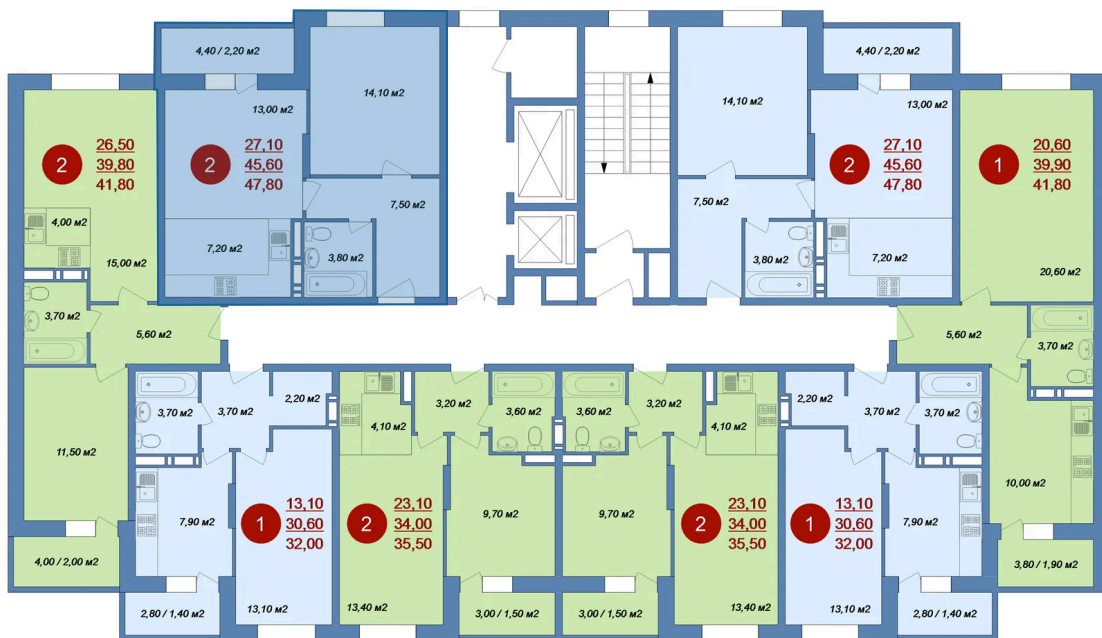 4,40 / 2,20 м2
14,10 м2
13,00 м2
2
27,10
45,60
47,80
7,50 м2
7,20 м2
3,80 м2
2
26,50
39,80
41,80
4,00 м2
15,00 м2
3,70 м2
5,60 м2
11,50 м2
4,00 / 2,00 м2
14,10 м2
4,40 / 2,20 м2
13,00 м2
2
27,10
45,60
47,80
7,50 м2
3,80 м2
7,20 м2
1
20,60
39,90
41,80
20,60 м2
5,60 м2
3,70 м2
10,00 м2
3,80 / 1,90 м2
3,70 м2
3,70 м2
2,20 м2
7,90 м2
1
13,10
30,60
32,00
13,10 м2
2,80 / 1,40 м2
4,10 м2
3,20 м2
3,60 м2
2
23,10
34,00
35,50
9,70 м2
13,40 м2
3,00 / 1,50 м2
3,60 м2
3,20 м2
4,10 м2
9,70 м2
2
23,10
34,00
35,50
3,00 / 1,50 м2
13,40 м2
2,20 м2
3,70 м2
3,70 м2
1
13,10
30,60
32,00
7,90 м2
13,10 м2
2,80 / 1,40 м2